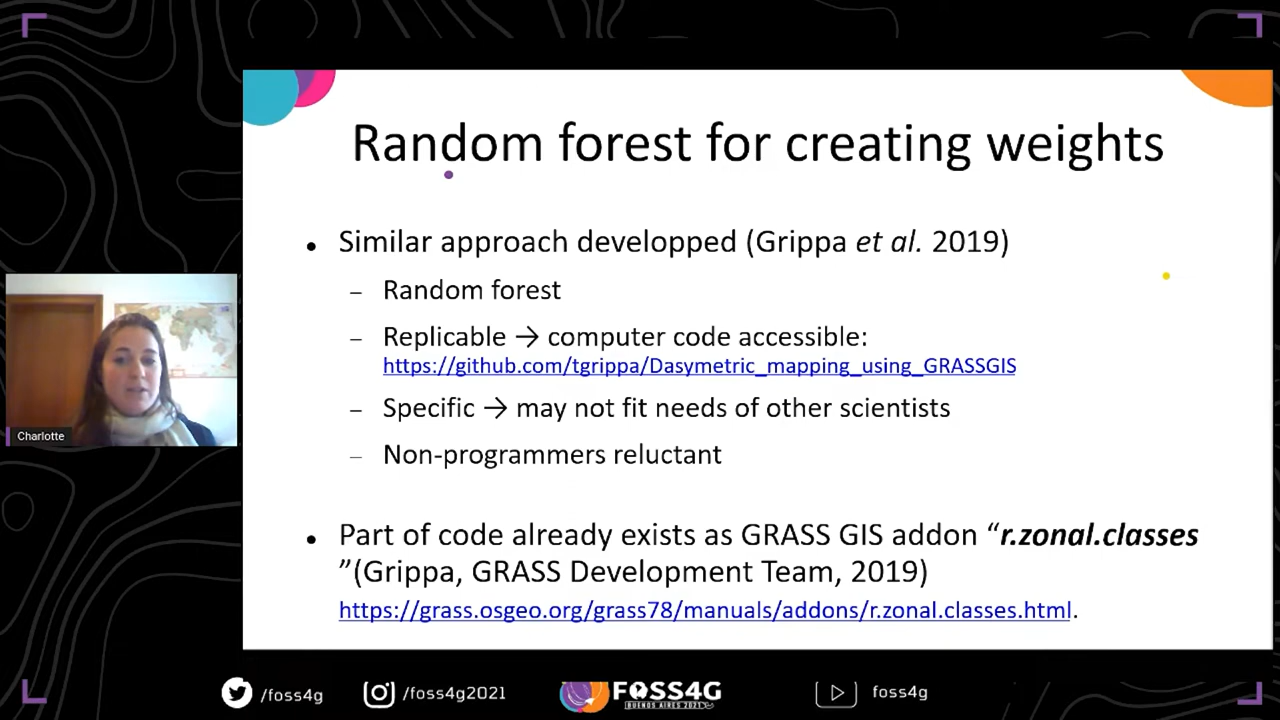 Random forest for creating weights
• Similar approach developped (Grippa et al. 2019)
– Random forest
– Replicable → computer code accessible:
https://github.com/tgrippa/Dasymetric_mapping_using_GRASSGIS
– Specific → may not fit needs of other scientists
– Non-programmers reluctant
• Part of code already exists as GRASS GIS addon “r.zonal.classes
”(Grippa, GRASS Development Team, 2019)
https://grass.osgeo.org/grass78/manuals/addons/r.zonal.classes.html.
Charlotte
/foss4g
/foss4g2021
FOSS4G
BUENOS AIRES 2021
foss4g